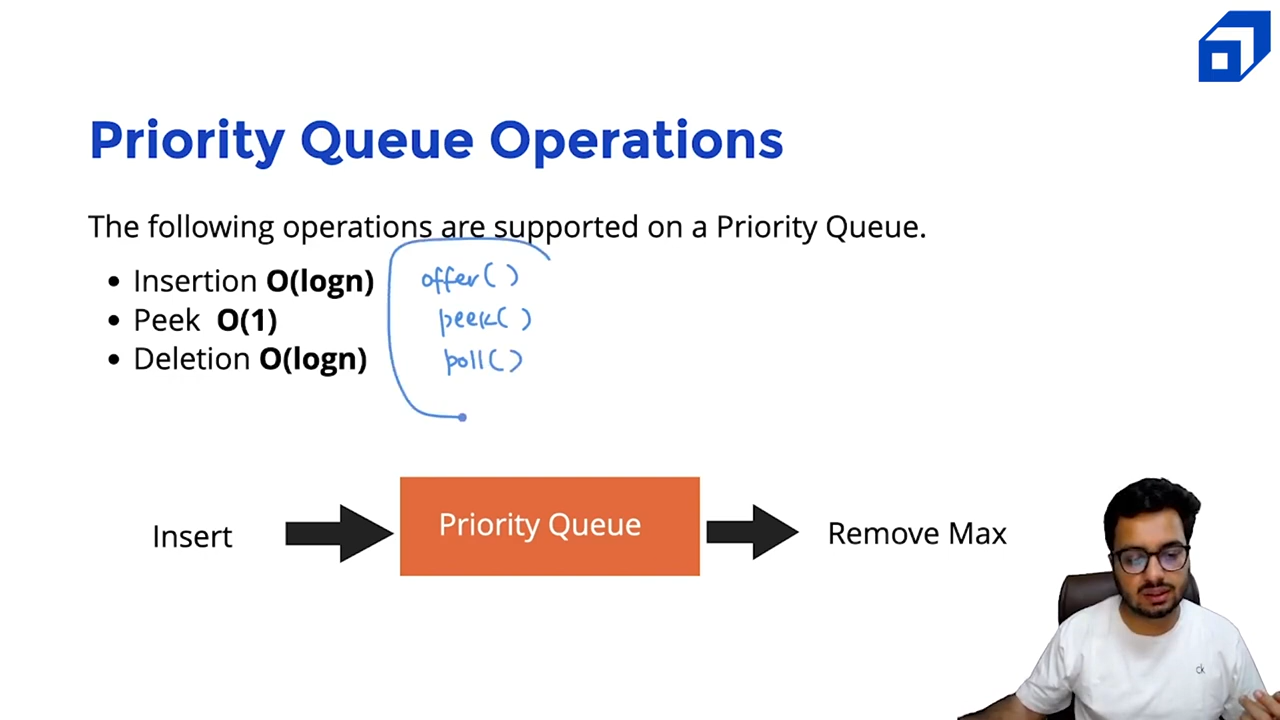 Priority Queue Operations
The following operations are supported on a Priority Queue.
• Insertion O(logn) offer()
• Peek O(1) peek()
• Deletion O(logn) poll()
Insert Priority Queue Remove Max
ck